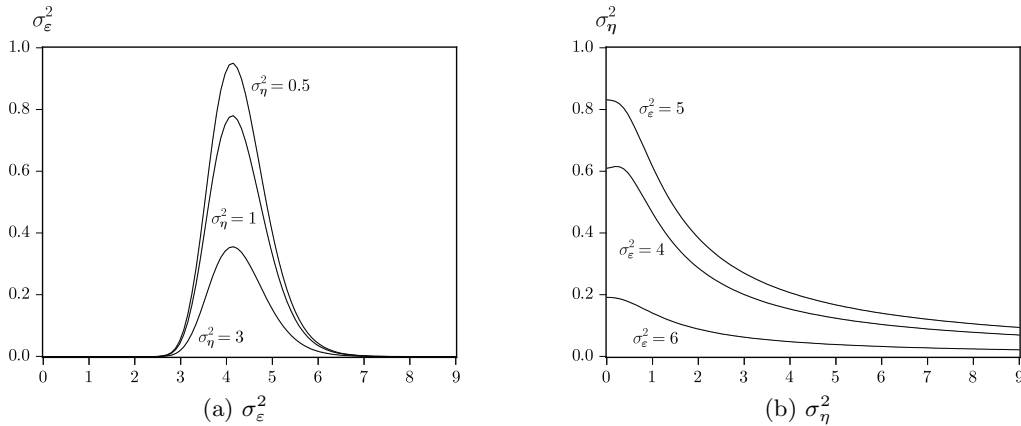 σ²_ε
1.0
0.8
0.6
0.4
0.2
0.0
σ²_η = 0.5
σ²_η = 1
σ²_η = 3
0 1 2 3 4 5 6 7 8 9
(a) σ²_ε
σ²_η
1.0
0.8
0.6
0.4
0.2
0.0
σ²_ε = 5
σ²_ε = 4
σ²_ε = 6
0 1 2 3 4 5 6 7 8 9
(b) σ²_η